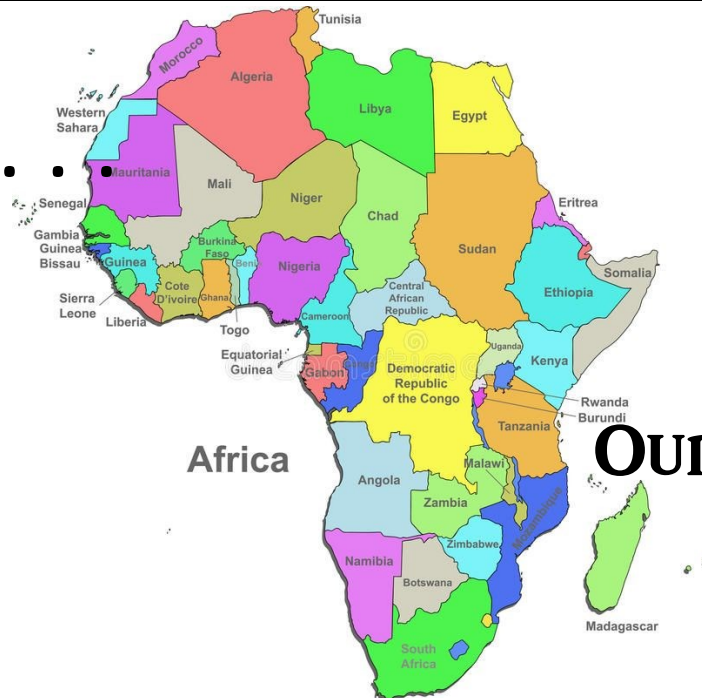 Tunisia
Morocco
Algeria
Libya
Egypt
Western
Sahara
. . .
Mauritania
Mali
Niger
Chad
Sudan
Eritrea
Senegal
Gambia
Guinea
Bissau
Guinea
Burkina
Faso
Benin
Nigeria
Somalia
Ethiopia
Sierra
Leone
Liberia
Cote
D'ivoire
Ghana
Togo
Cameroon
Central
African
Republic
Equatorial
Guinea
Gabon
Congo
Democratic
Republic
of the Congo
Uganda
Kenya
Rwanda
Burundi
Tanzania
Africa
Our
Angola
Malawi
Zambia
Mozambique
Zimbabwe
Namibia
Botswana
Madagascar
South
Africa